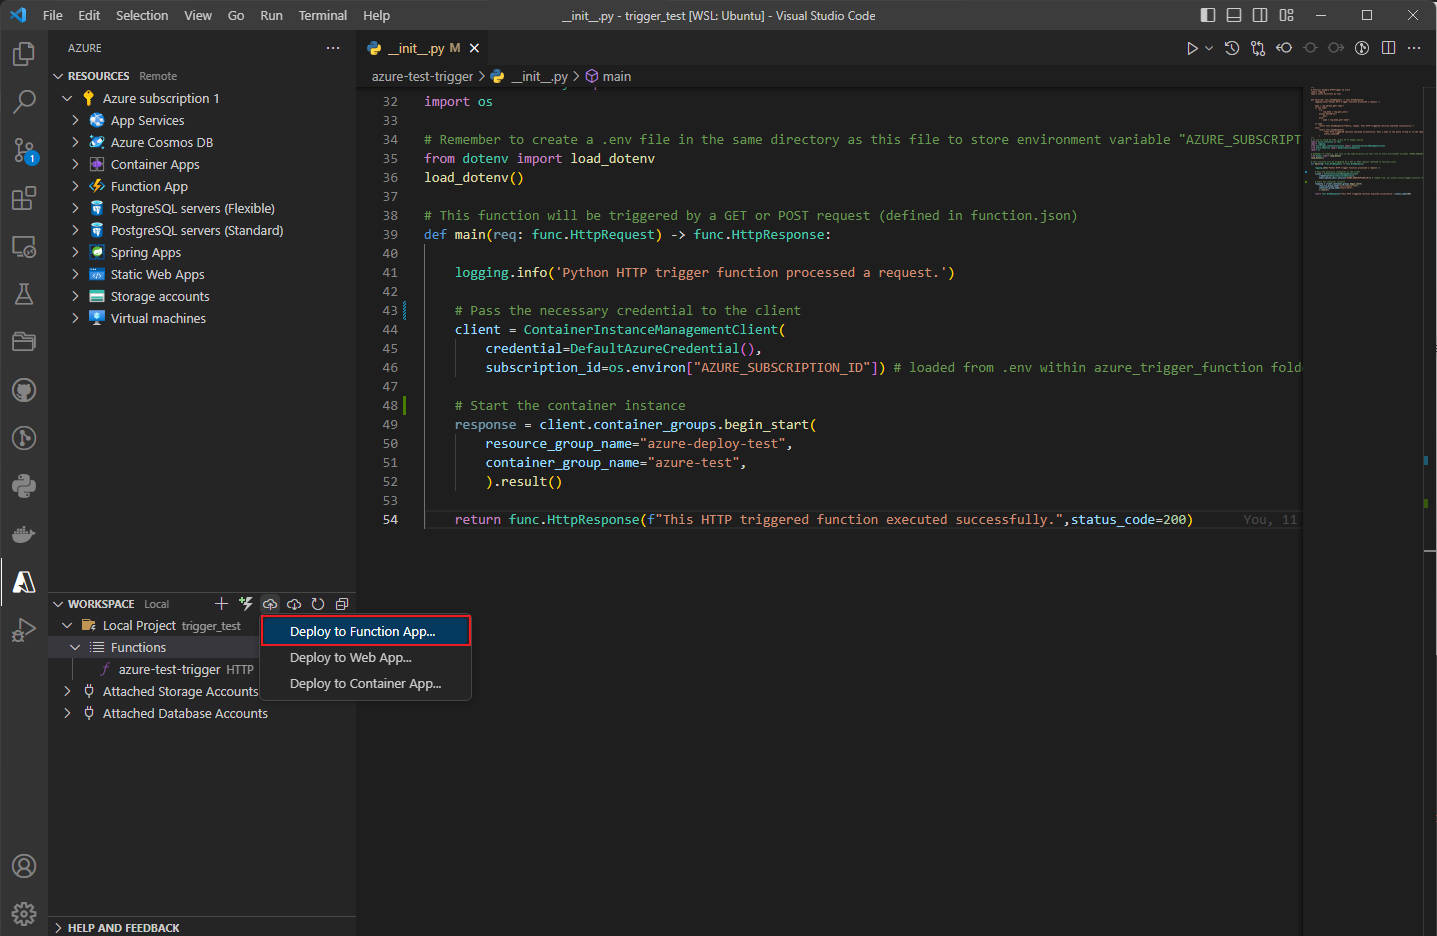 File Edit Selection View Go Run Terminal Help
__init__.py - trigger_test [WSL: Ubuntu] - Visual Studio Code
AZURE
RESOURCES Remote
Azure subscription 1
App Services
Azure Cosmos DB
Container Apps
Function App
PostgreSQL servers (Flexible)
PostgreSQL servers (Standard)
Spring Apps
Static Web Apps
Storage accounts
Virtual machines
1
WORKSPACE Local
Local Project trigger_test
Functions
azure-test-trigger HTTP
Attached Storage Accounts
Attached Database Accounts
HELP AND FEEDBACK
Deploy to Function App...
Deploy to Web App...
Deploy to Container App...
__init__.py M
azure-test-trigger > __init__.py > main
32 import os
33
34 # Remember to create a .env file in the same directory as this file to store environment variable "AZURE_SUBSCRIPT
35 from dotenv import load_dotenv
36 load_dotenv()
37
38 # This function will be triggered by a GET or POST request (defined in function.json)
39 def main(req: func.HttpRequest) -> func.HttpResponse:
40
41 logging.info('Python HTTP trigger function processed a request.')
42
43 # Pass the necessary credential to the client
44 client = ContainerInstanceManagementClient(
45 credential=DefaultAzureCredential(),
46 subscription_id=os.environ["AZURE_SUBSCRIPTION_ID"]) # loaded from .env within azure_trigger_function fold
47
48 # Start the container instance
49 response = client.container_groups.begin_start(
50 resource_group_name="azure-deploy-test",
51 container_group_name="azure-test",
52 ).result()
53
54 return func.HttpResponse(f"This HTTP triggered function executed successfully.",status_code=200) You, 11